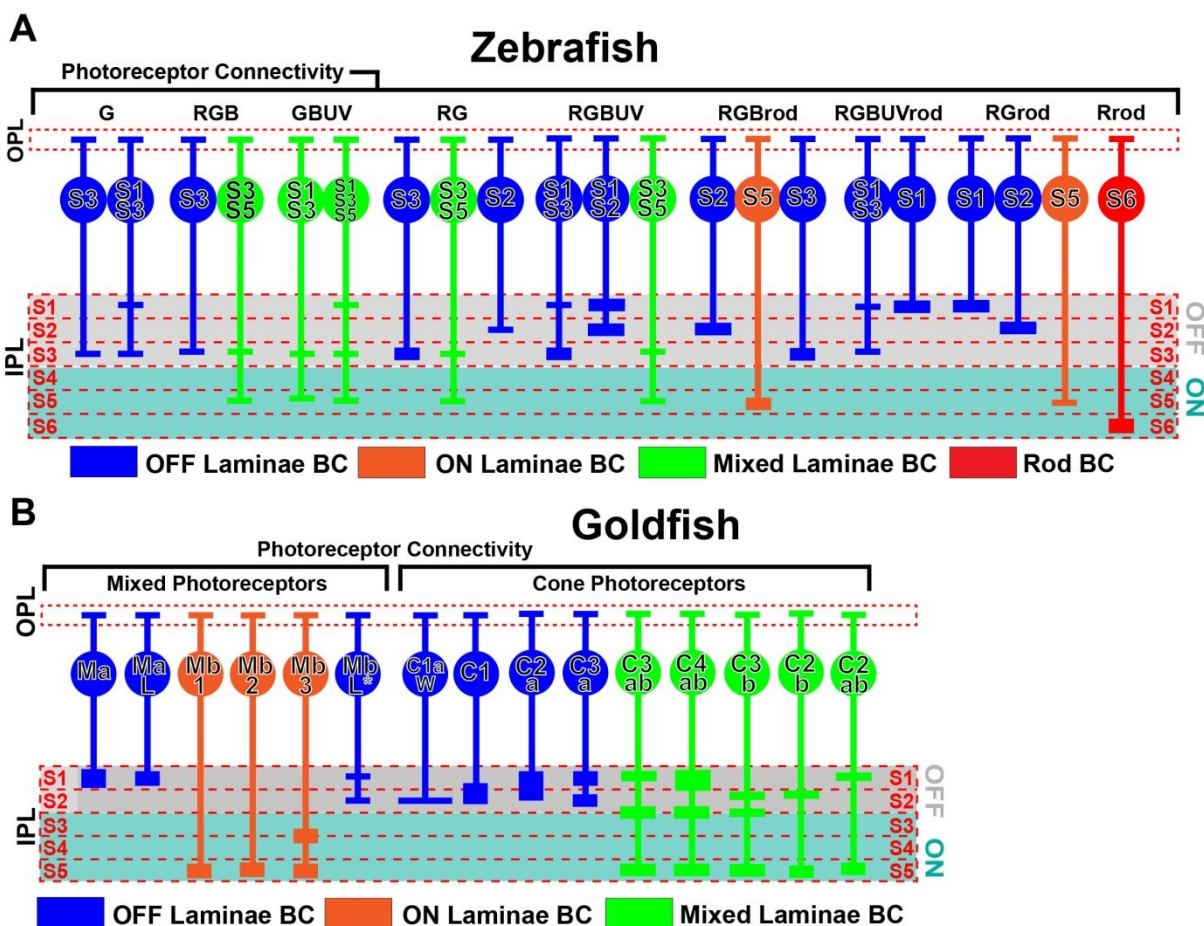 A
Zebrafish
Photoreceptor Connectivity
G RGB GBUV RG RGBUV RGBrod RGBUVrod RGrod Rrod
OPL
S3 S1 S3 S3 S3 S5 S1 S3 S1 S3 S5 S3 S3 S5 S2 S1 S3 S1 S2 S3 S5 S2 S5 S3 S1 S3 S1 S1 S2 S5 S6
IPL
S1 S1
S2 S2
S3 S3
S4 S4
S5 S5
S6 S6
OFF
ON
OFF Laminae BC ON Laminae BC Mixed Laminae BC Rod BC
B
Goldfish
Photoreceptor Connectivity
Mixed Photoreceptors Cone Photoreceptors
OPL
Ma Ma L Mb 1 Mb 2 Mb 3 Mb L* C1a W C1 C2 a C3 a C3 ab C4 ab C3 b C2 b C2 ab
IPL
S1 S1
S2 S2
S3 S3
S4 S4
S5 S5
OFF
ON
OFF Laminae BC ON Laminae BC Mixed Laminae BC